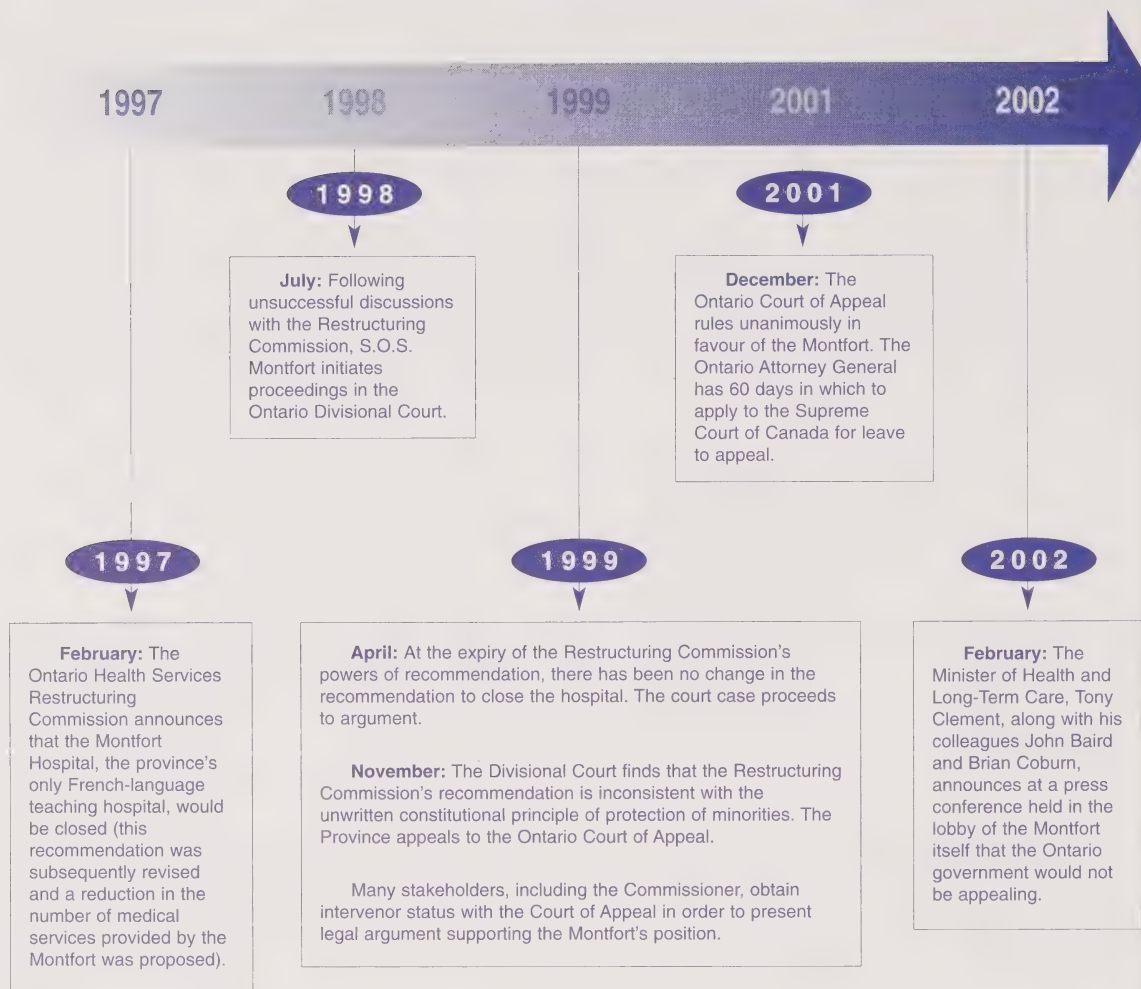 1997
1998
1999
2001
2002
1998
July: Following
unsuccessful discussions
with the Restructuring
Commission, S.O.S.
Montfort initiates
proceedings in the
Ontario Divisional Court.
2001
December: The
Ontario Court of Appeal
rules unanimously in
favour of the Montfort. The
Ontario Attorney General
has 60 days in which to
apply to the Supreme
Court of Canada for leave
to appeal.
1997
February: The
Ontario Health Services
Restructuring
Commission announces
that the Montfort
Hospital, the province's
only French-language
teaching hospital, would
be closed (this
recommendation was
subsequently revised
and a reduction in the
number of medical
services provided by the
Montfort was proposed).
1999
April: At the expiry of the Restructuring Commission's
powers of recommendation, there has been no change in the
recommendation to close the hospital. The court case proceeds
to argument.
November: The Divisional Court finds that the Restructuring
Commission's recommendation is inconsistent with the
unwritten constitutional principle of protection of minorities. The
Province appeals to the Ontario Court of Appeal.
Many stakeholders, including the Commissioner, obtain
intervenor status with the Court of Appeal in order to present
legal argument supporting the Montfort's position.
2002
February: The
Minister of Health and
Long-Term Care, Tony
Clement, along with his
colleagues John Baird
and Brian Coburn,
announces at a press
conference held in the
lobby of the Montfort
itself that the Ontario
government would not
be appealing.